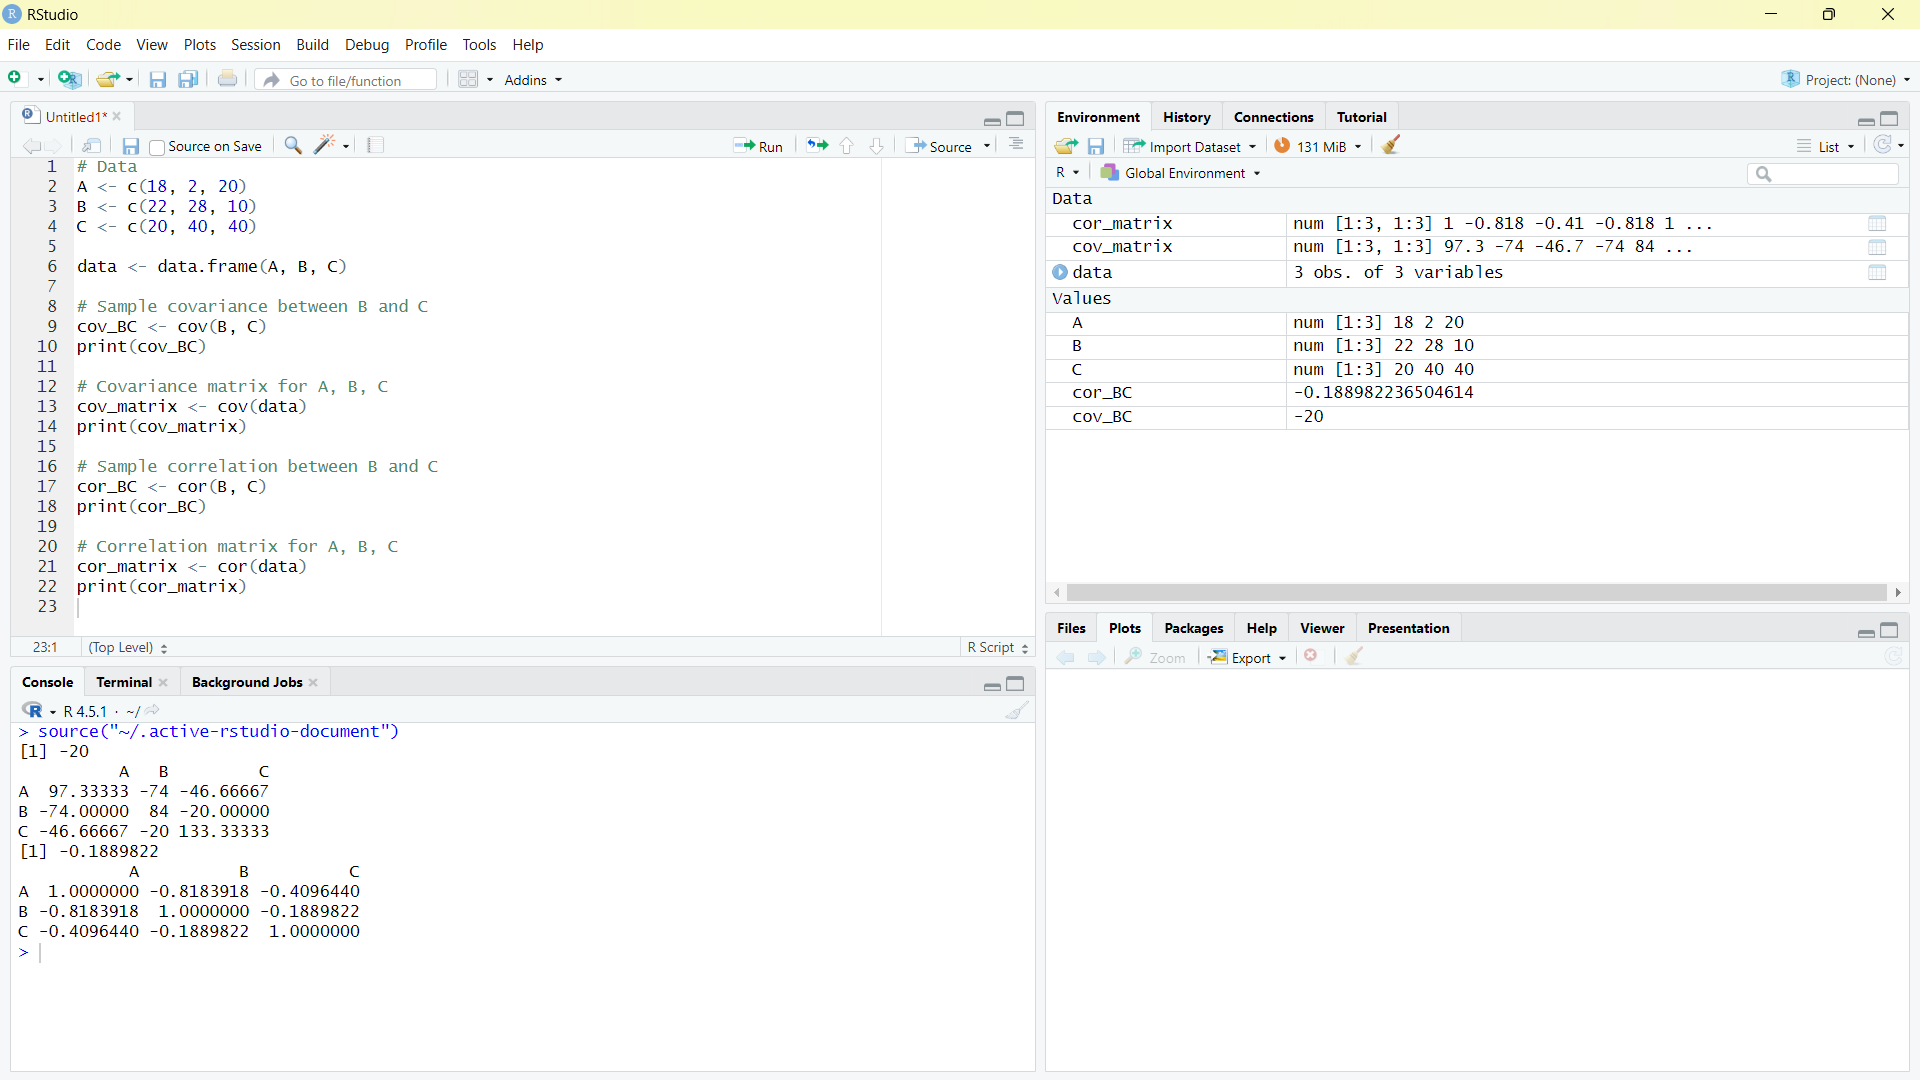 RStudio
File Edit Code View Plots Session Build Debug Profile Tools Help
Go to file/function Addins Project: (None)
Untitled1*
Source on Save Run Source
1 # Data
2 A <- c(18, 2, 20)
3 B <- c(22, 28, 10)
4 C <- c(20, 40, 40)
5
6 data <- data.frame(A, B, C)
7
8 # Sample covariance between B and C
9 cov_BC <- cov(B, C)
10 print(cov_BC)
11
12 # Covariance matrix for A, B, C
13 cov_matrix <- cov(data)
14 print(cov_matrix)
15
16 # Sample correlation between B and C
17 cor_BC <- cor(B, C)
18 print(cor_BC)
19
20 # Correlation matrix for A, B, C
21 cor_matrix <- cor(data)
22 print(cor_matrix)
23
23:1 (Top Level) R Script
Console Terminal Background Jobs
R 4.5.1 · ~/
> source("~/.active-rstudio-document")
[1] -20
A B C
A 97.33333 -74 -46.66667
B -74.00000 84 -20.00000
C -46.66667 -20 133.33333
[1] -0.1889822
A B C
A 1.0000000 -0.8183918 -0.4096440
B -0.8183918 1.0000000 -0.1889822
C -0.4096440 -0.1889822 1.0000000
>
Environment History Connections Tutorial
Import Dataset 131 MiB List
R Global Environment
Data
cor_matrix num [1:3, 1:3] 1 -0.818 -0.41 -0.818 1 ...
cov_matrix num [1:3, 1:3] 97.3 -74 -46.7 -74 84 ...
data 3 obs. of 3 variables
Values
A num [1:3] 18 2 20
B num [1:3] 22 28 10
C num [1:3] 20 40 40
cor_BC -0.188982236504614
cov_BC -20
Files Plots Packages Help Viewer Presentation
Zoom Export